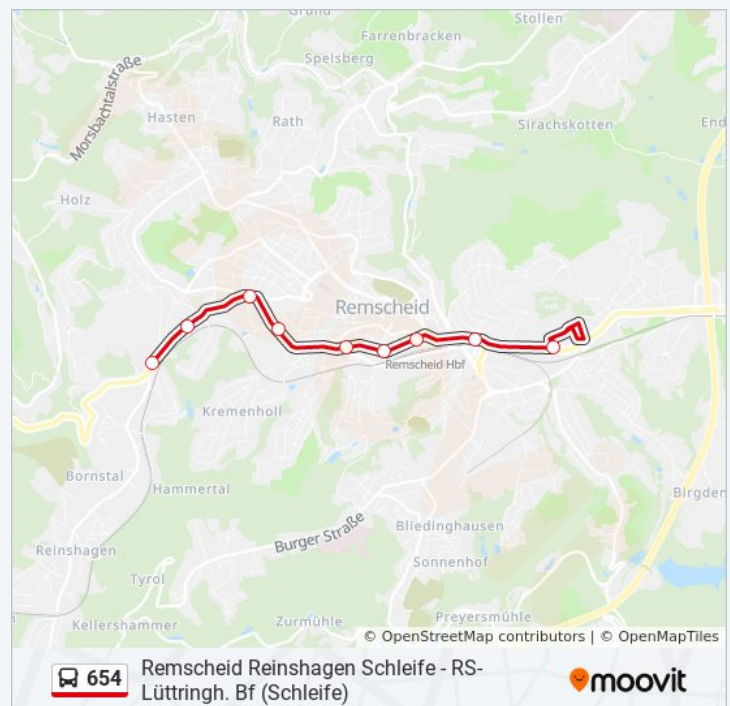 Grund
Stollen
Farrenbracken
Spelsberg
Morsbachtalstraße
Hasten
Rath
Sirachskotten
End
Holz
Remscheid
Remscheid Hbf
Kremenholl
Bornstal
Hammertal
Birgden
Burger Straße
Bliedinghausen
Reinshagen
Sonnenhof
Tyrol
Preyersmühle
Kellershammer
Zurmühle
© OpenStreetMap contributors | © OpenMapTiles
654
Remscheid Reinshagen Schleife - RS-
Lüttringh. Bf (Schleife)
moovit